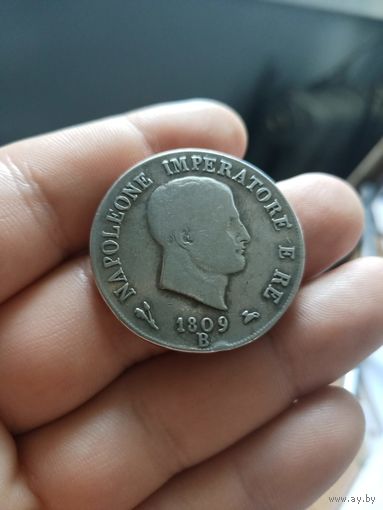 NAPOLEONE IMPERATORE E RE
1809
B
www.ay.by